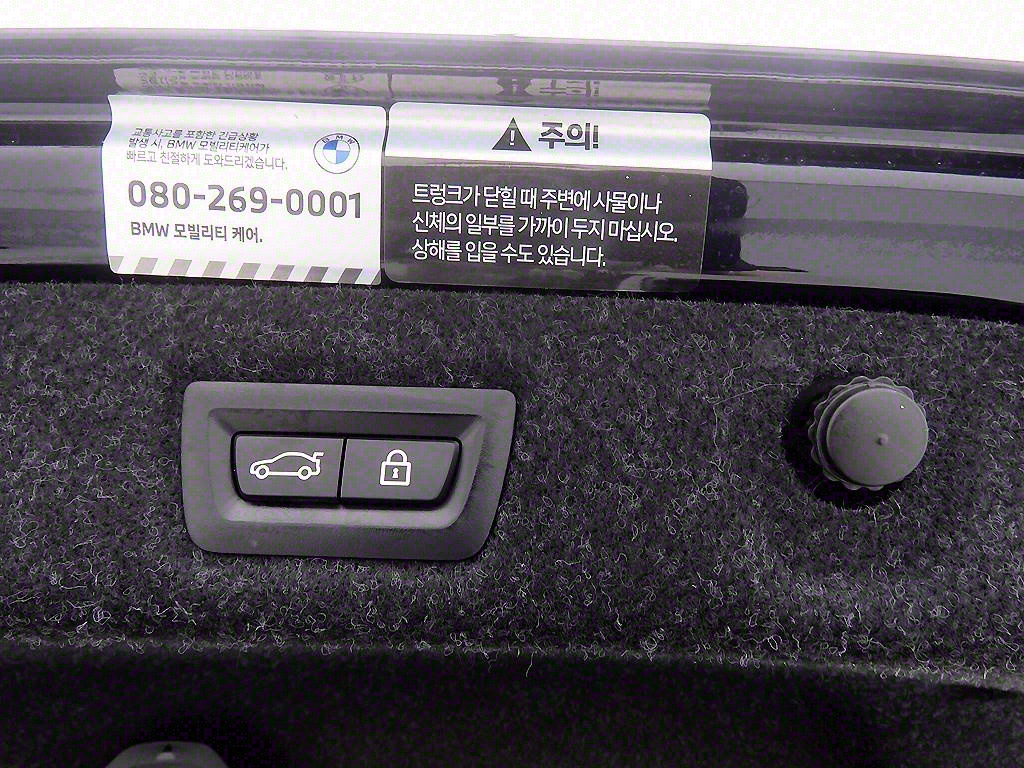 교통사고를 포함한 긴급상황
발생 시, BMW 모빌리티케어가
빠르고 친절하게 도와드리겠습니다.
BMW
080-269-0001
BMW 모빌리티 케어.
주의!
트렁크가 닫힐 때 주변에 사물이나
신체의 일부를 가까이 두지 마십시오.
상해를 입을 수도 있습니다.